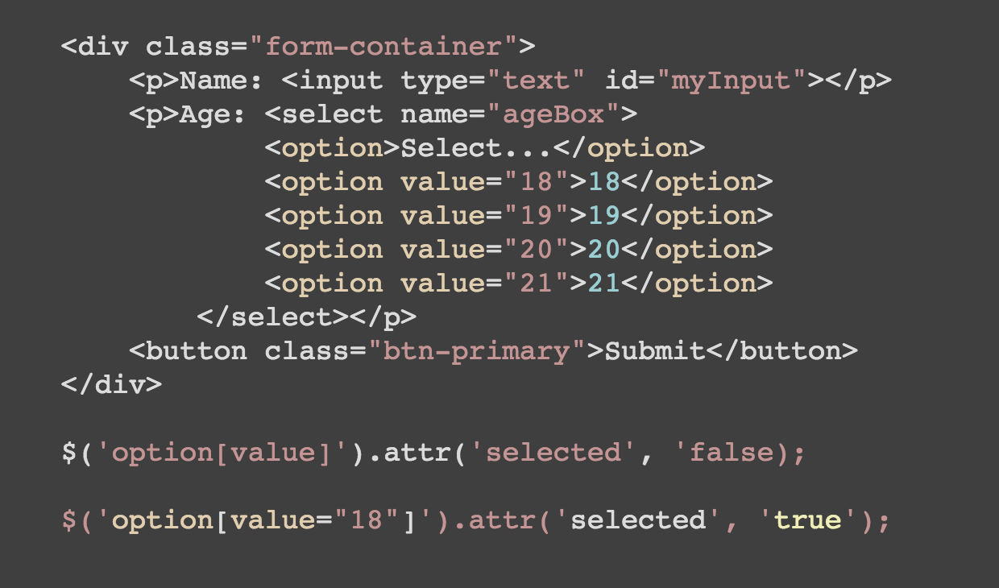 <div class="form-container">
    <p>Name: <input type="text" id="myInput"></p>
    <p>Age: <select name="ageBox">
            <option>Select...</option>
            <option value="18">18</option>
            <option value="19">19</option>
            <option value="20">20</option>
            <option value="21">21</option>
        </select></p>
    <button class="btn-primary">Submit</button>
</div>

$('option[value]').attr('selected', 'false);

$('option[value="18"]').attr('selected', 'true');